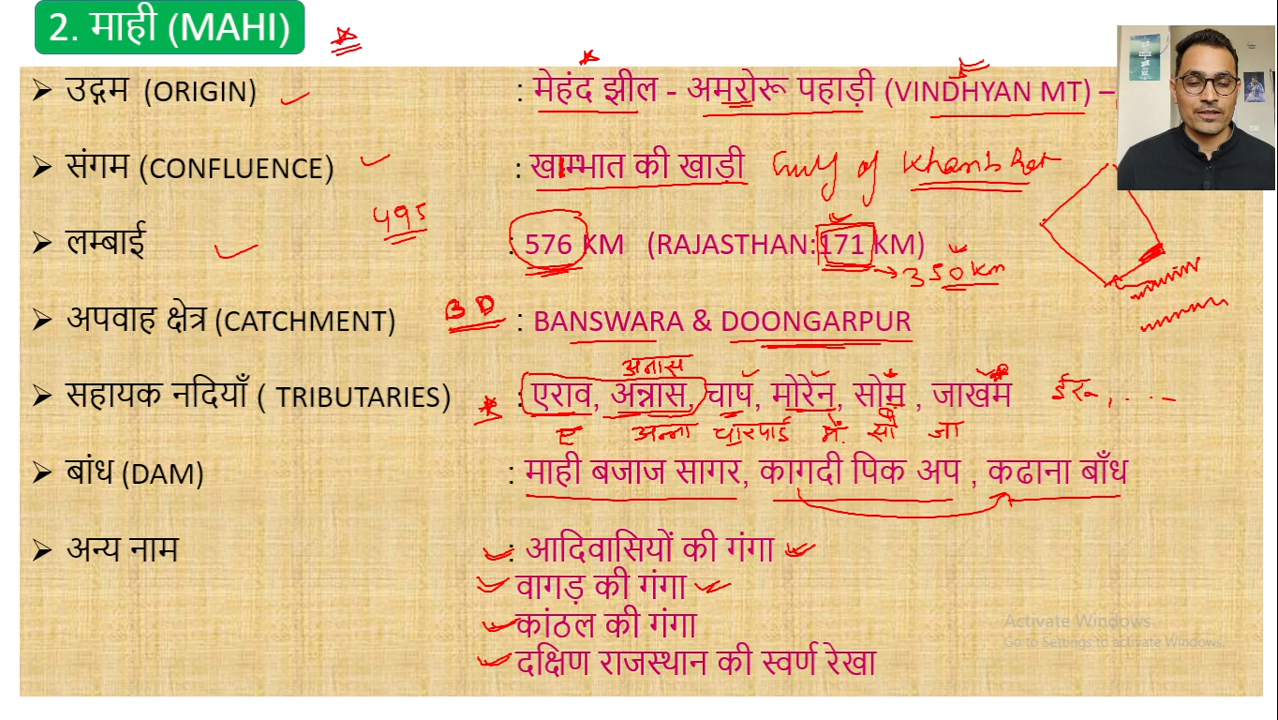 2. माही (MAHI)
➢ उद्गम (ORIGIN) : मेहंद झील - अमरोरू पहाड़ी (VINDHYAN MT) –
➢ संगम (CONFLUENCE) : खाम्भात की खाड़ी Gulf of Khambhat
495
➢ लम्बाई : 576 KM (RAJASTHAN:171 KM)
350 km
➢ अपवाह क्षेत्र (CATCHMENT) BD : BANSWARA & DOONGARPUR
अनास
➢ सहायक नदियाँ ( TRIBUTARIES) : एराव, अन्नास, चाप, मोरेन, सोम , जाखम
ए अन्ना चारपाई में सो जा
➢ बांध (DAM) : माही बजाज सागर, कागदी पिक अप , कढाना बाँध
➢ अन्य नाम : आदिवासियों की गंगा
वागड़ की गंगा
कांठल की गंगा
दक्षिण राजस्थान की स्वर्ण रेखा
Activate Windows
Go to Settings to activate Windows.